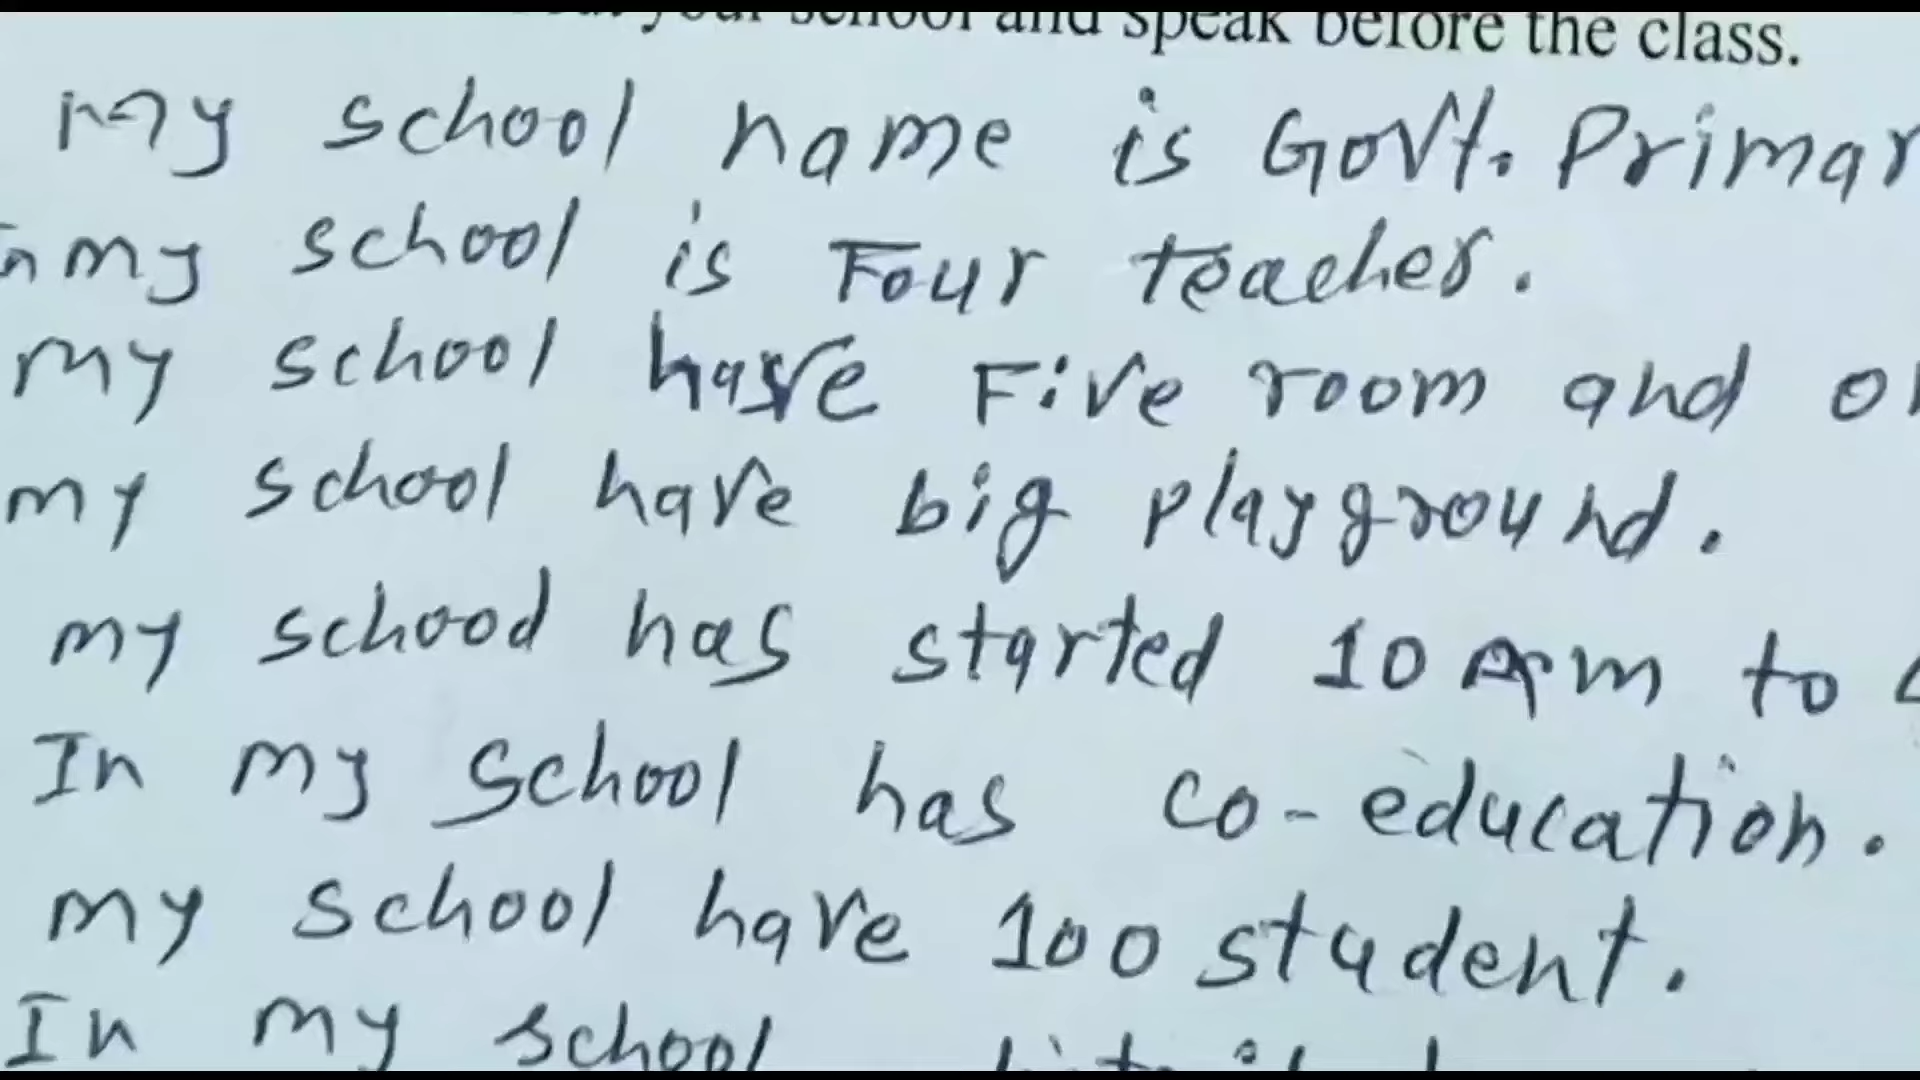 your school and speak before the class.
my school name is Govt. Primar
my school is Four teacher.
my school have Five room and
my school have big playground.
my school has started 10 Am to
In my school has co-education.
my school have 100 student.
In my school